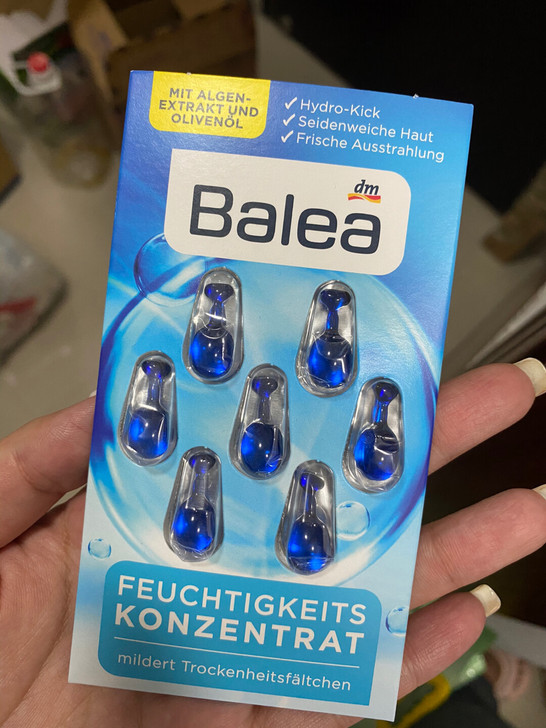 MIT ALGEN-
EXTRAKT UND
OLIVENÖL
✓Hydro-Kick
✓Seidenweiche Haut
✓Frische Ausstrahlung
dm
Balea
FEUCHTIGKEITS
KONZENTRAT
mildert Trockenheitsfältchen